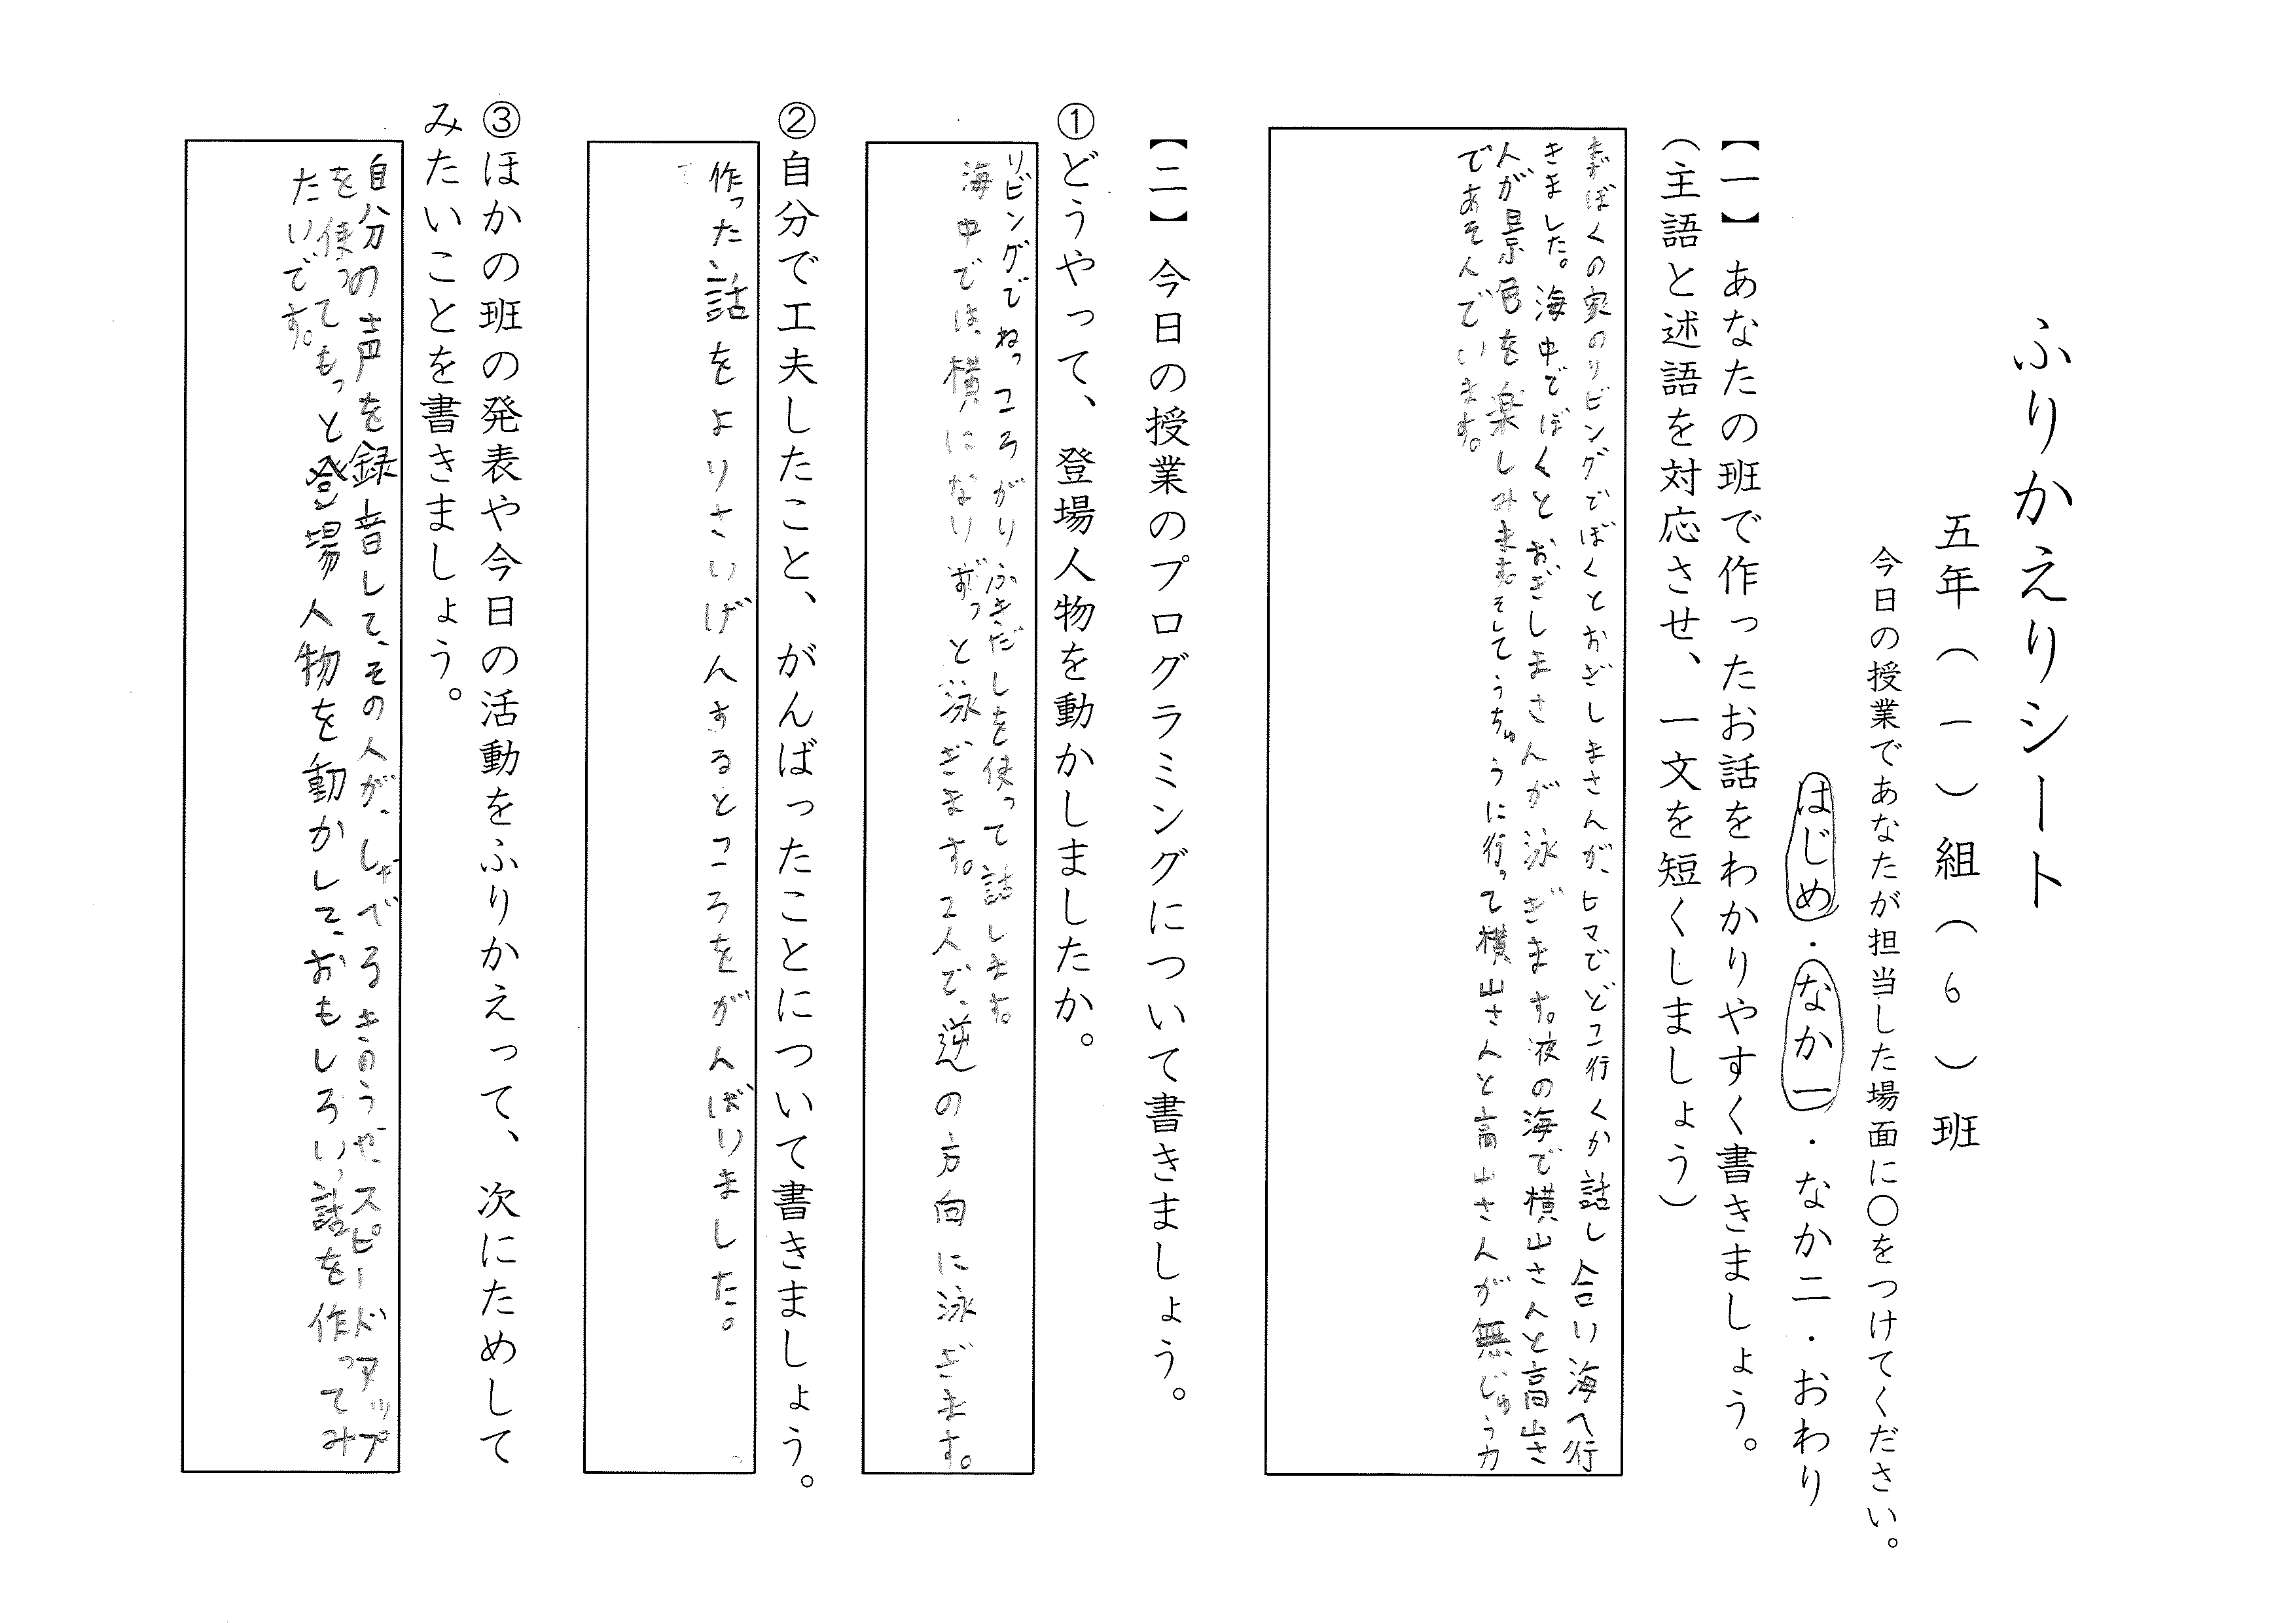 ふりかえりシート
五年（一）組（６）班
今日の授業であなたが担当した場面に〇をつけてください。
はじめ・なか一・なか二・おわり
【一】あなたの班で作ったお話をわかりやすく書きましょう。
（主語と述語を対応させ、一文を短くしましょう）
まずぼくの家のリビングでぼくとおぎしまさんが、ヒマでどこ行くか話し合い海へ行
きました。海中でぼくとおぎしまさんが泳ぎます。夜の海で横山さんと高山さ
人が景色を楽しみます。そしてうちゅうに行って横山さんと高山さんが無じゅう力
であそんでいます。
【二】今日の授業のプログラミングについて書きましょう。
①どうやって、登場人物を動かしましたか。
リビングでねっころがりふきだしを使って話します。
海中では、横になりずっと泳ぎます。2人で、逆の方向に泳ぎます。
②自分で工夫したこと、がんばったことについて書きましょう。
作った話をよりさいげんするところをがんばりました。
③ほかの班の発表や今日の活動をふりかえって、次にためして
みたいことを書きましょう。
自分の声を録音して、その人が、しゃべるきのうやスピードアップ
を使ってもっと登場人物を動かして、おもしろい話を作ってみ
たいです。